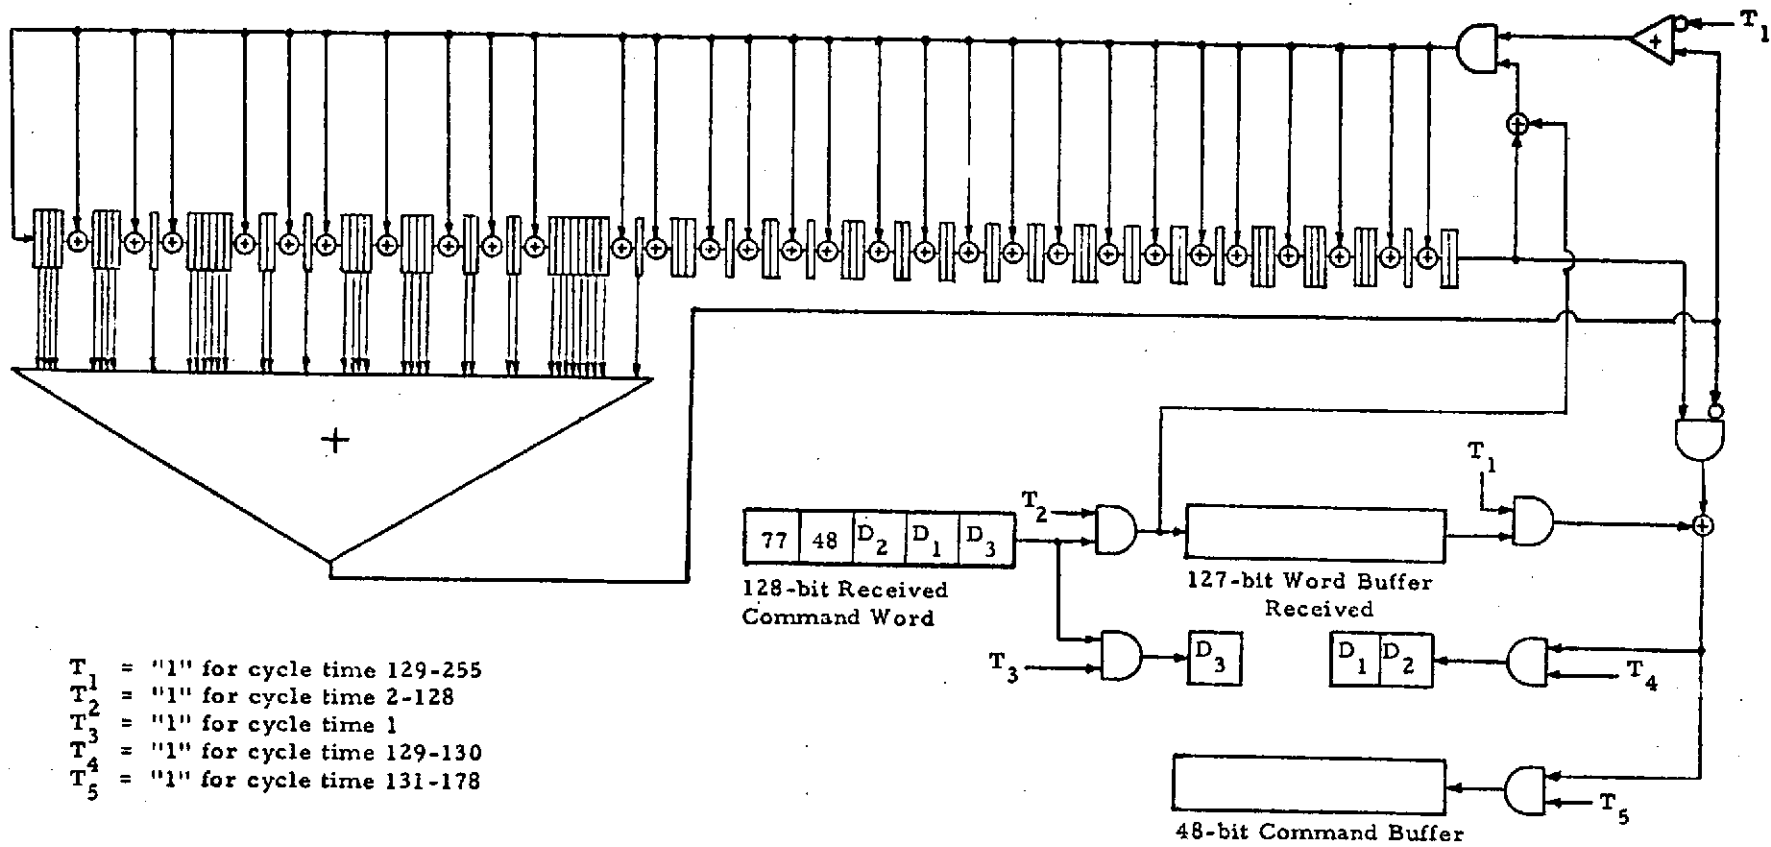 T1
T2
T1
77 48 D2 D1 D3
128-bit Received
Command Word
127-bit Word Buffer
Received
T3
D3
D1 D2
T4
T1 = "1" for cycle time 129-255
T2 = "1" for cycle time 2-128
T3 = "1" for cycle time 1
T4 = "1" for cycle time 129-130
T5 = "1" for cycle time 131-178
T5
48-bit Command Buffer